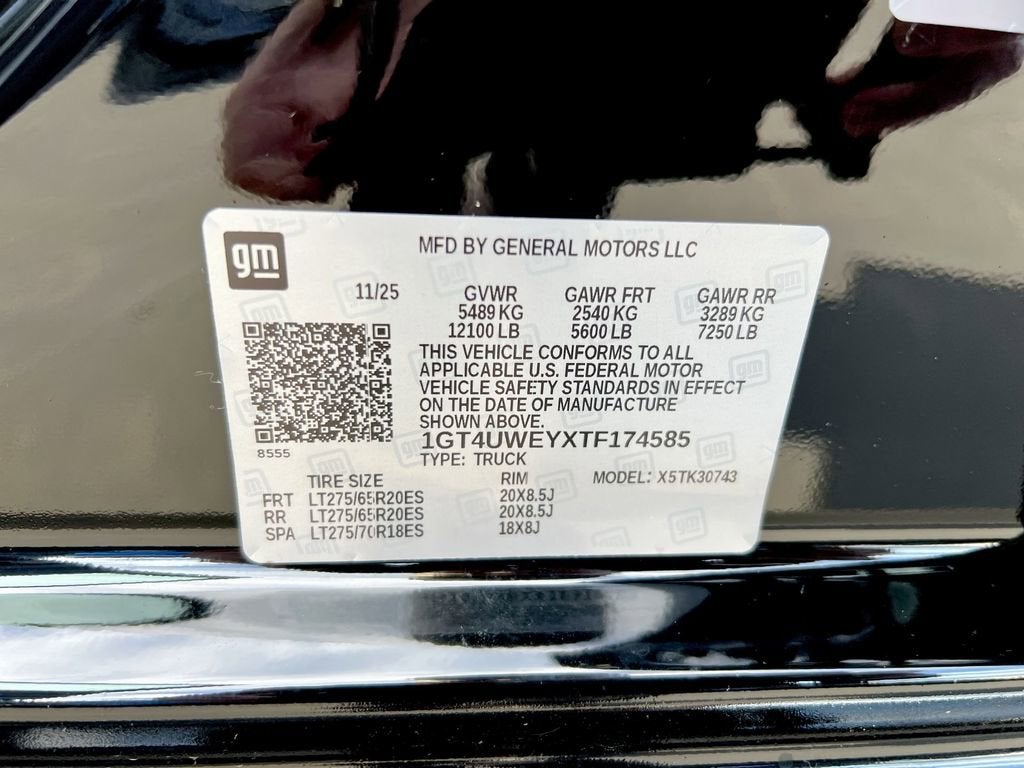 gm
MFD BY GENERAL MOTORS LLC
11/25 GVWR GAWR FRT GAWR RR
5489 KG 2540 KG 3289 KG
12100 LB 5600 LB 7250 LB
THIS VEHICLE CONFORMS TO ALL
APPLICABLE U.S. FEDERAL MOTOR
VEHICLE SAFETY STANDARDS IN EFFECT
ON THE DATE OF MANUFACTURE
SHOWN ABOVE.
1GT4UWEYXTF174585
8555
TYPE: TRUCK
TIRE SIZE RIM MODEL: X5TK30743
FRT LT275/65R20ES 20X8.5J
RR LT275/65R20ES 20X8.5J
SPA LT275/70R18ES 18X8J